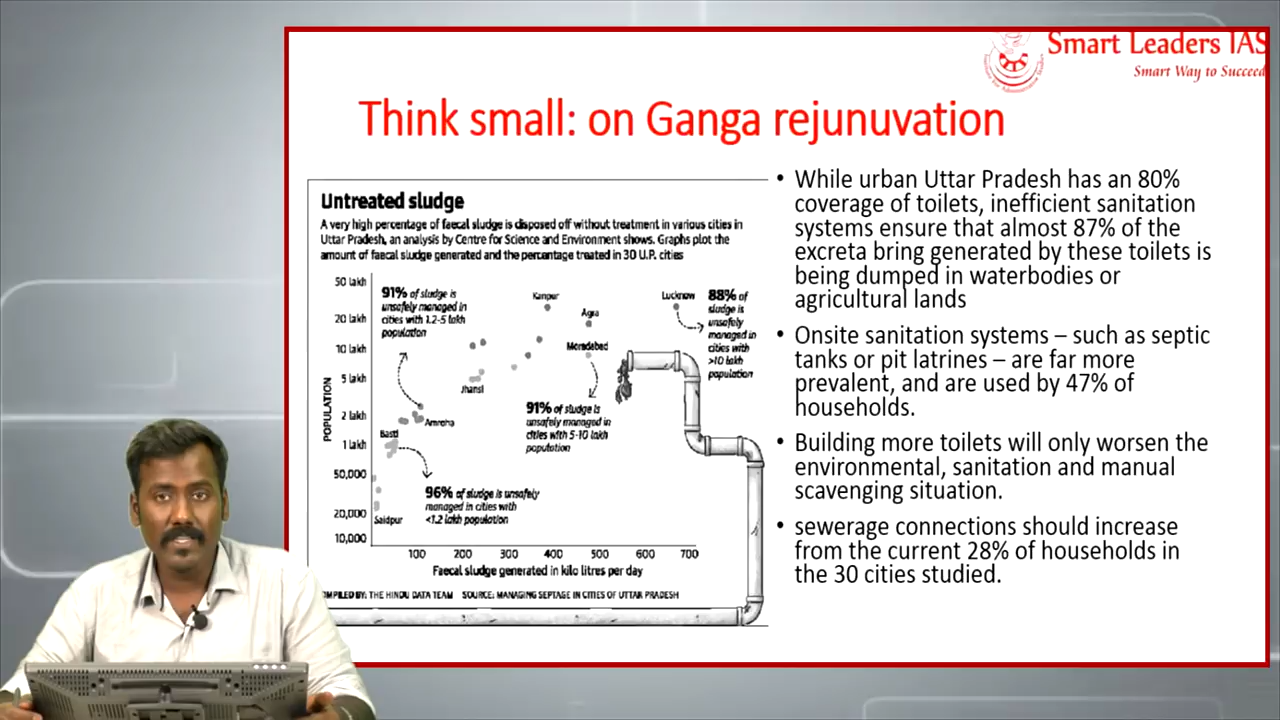 Smart Leaders IAS
Smart Way to Succeed
Think small: on Ganga rejunuvation
Untreated sludge
A very high percentage of faecal sludge is disposed off without treatment in various cities in
Uttar Pradesh, an analysis by Centre for Science and Environment shows. Graphs plot the
amount of faecal sludge generated and the percentage treated in 30 U.P. cities
50 lakh
20 lakh
10 lakh
5 lakh
2 lakh
1 lakh
50,000
20,000
10,000
POPULATION
91% of sludge is
unsafely managed in
cities with 1.2-5 lakh
population
Kanpur
Agra
Moradabad
Lucknow
88% of
sludge is
unsafely
managed in
cities with
>10 lakh
population
Jhansi
Amroha
Basti
Saidpur
91% of sludge is
unsafely managed in
cities with 5-10 lakh
population
96% of sludge is unsafely
managed in cities with
<1.2 lakh population
100 200 300 400 500 600 700
Faecal sludge generated in kilo litres per day
MPILED BY: THE HINDU DATA TEAM SOURCE: MANAGING SEPTAGE IN CITIES OF UTTAR PRADESH
• While urban Uttar Pradesh has an 80%
coverage of toilets, inefficient sanitation
systems ensure that almost 87% of the
excreta bring generated by these toilets is
being dumped in waterbodies or
agricultural lands
• Onsite sanitation systems – such as septic
tanks or pit latrines – are far more
prevalent, and are used by 47% of
households.
• Building more toilets will only worsen the
environmental, sanitation and manual
scavenging situation.
• sewerage connections should increase
from the current 28% of households in
the 30 cities studied.